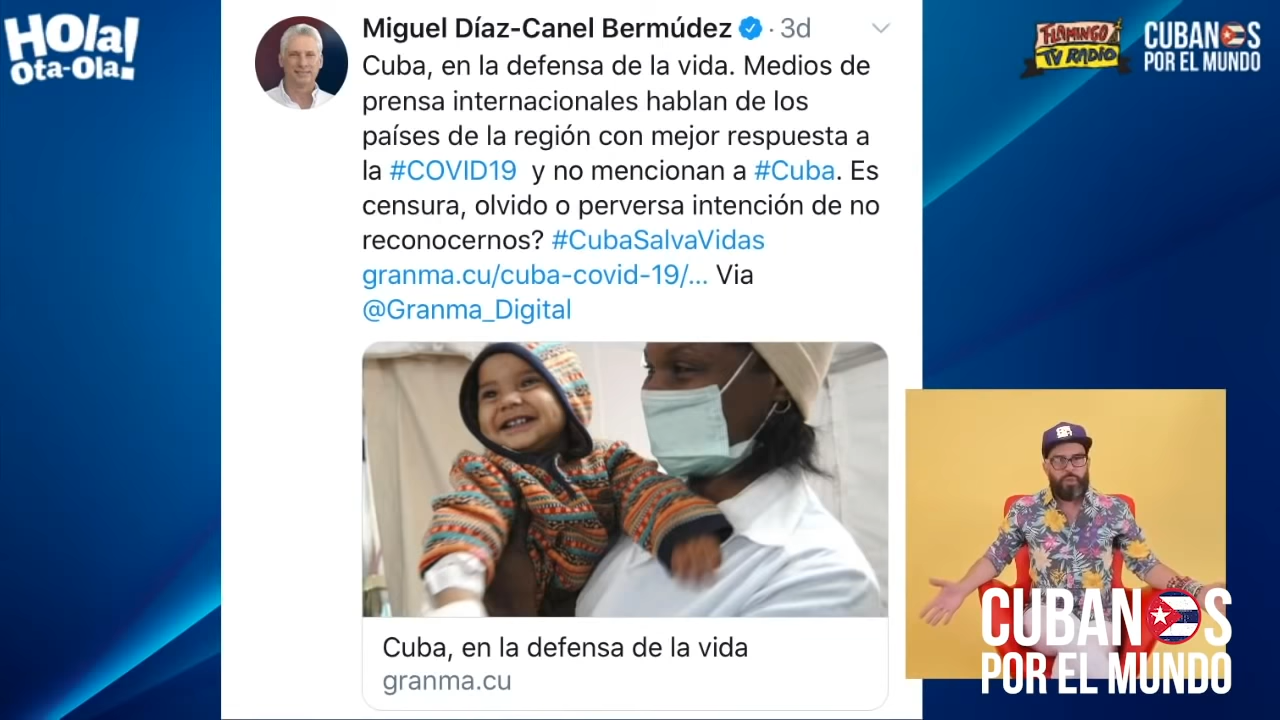 HOla!
Ota-Ola!
FLAMINGO
TV RADIO
CUBANOS
POR EL MUNDO
Miguel Díaz-Canel Bermúdez · 3d
Cuba, en la defensa de la vida. Medios de
prensa internacionales hablan de los
países de la región con mejor respuesta a
la #COVID19 y no mencionan a #Cuba. Es
censura, olvido o perversa intención de no
reconocernos? #CubaSalvaVidas
granma.cu/cuba-covid-19/... Via
@Granma_Digital
Cuba, en la defensa de la vida
granma.cu
CUBANOS
POR EL MUNDO